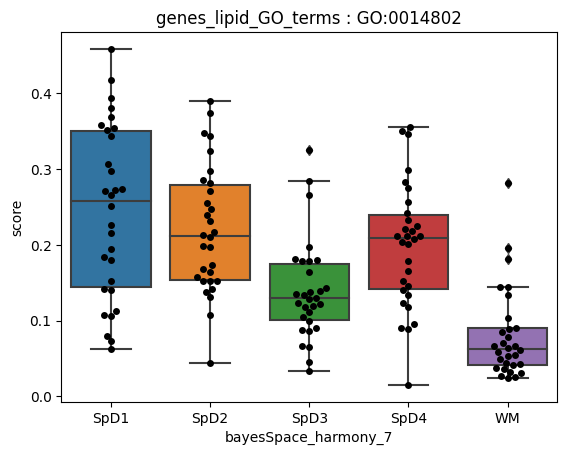 genes_lipid_GO_terms : GO:0014802
score
0.4
0.3
0.2
0.1
0.0
SpD1 SpD2 SpD3 SpD4 WM
bayesSpace_harmony_7